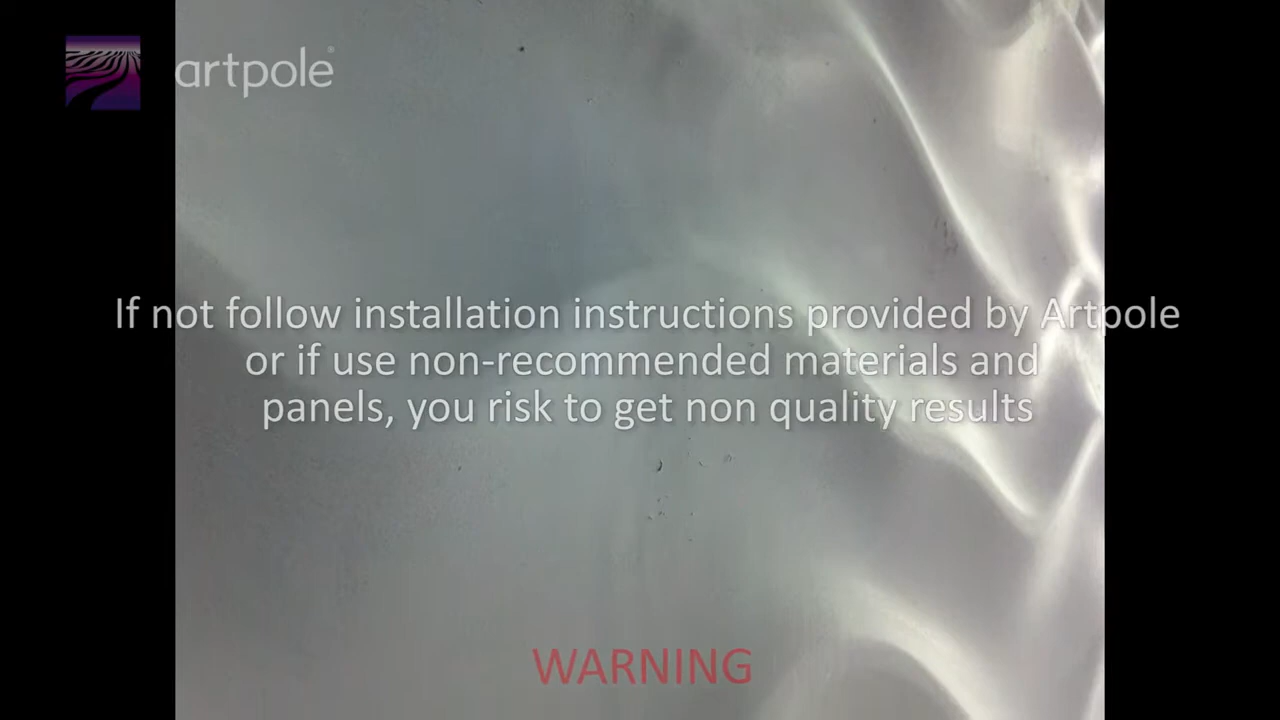 artpole®
If not follow installation instructions provided by Artpole
or if use non-recommended materials and
panels, you risk to get non quality results
WARNING